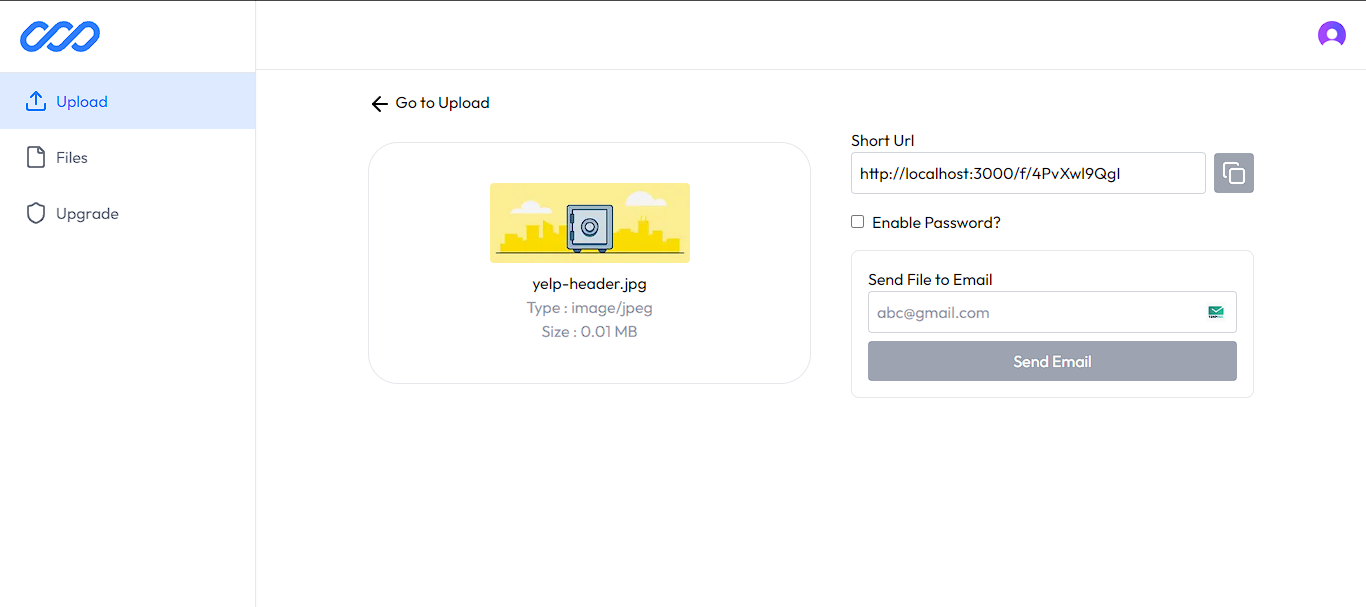 Upload
Files
Upgrade
Go to Upload
yelp-header.jpg
Type : image/jpeg
Size : 0.01 MB
Short Url
http://localhost:3000/f/4PvXwl9QgI
Enable Password?
Send File to Email
abc@gmail.com
Send Email